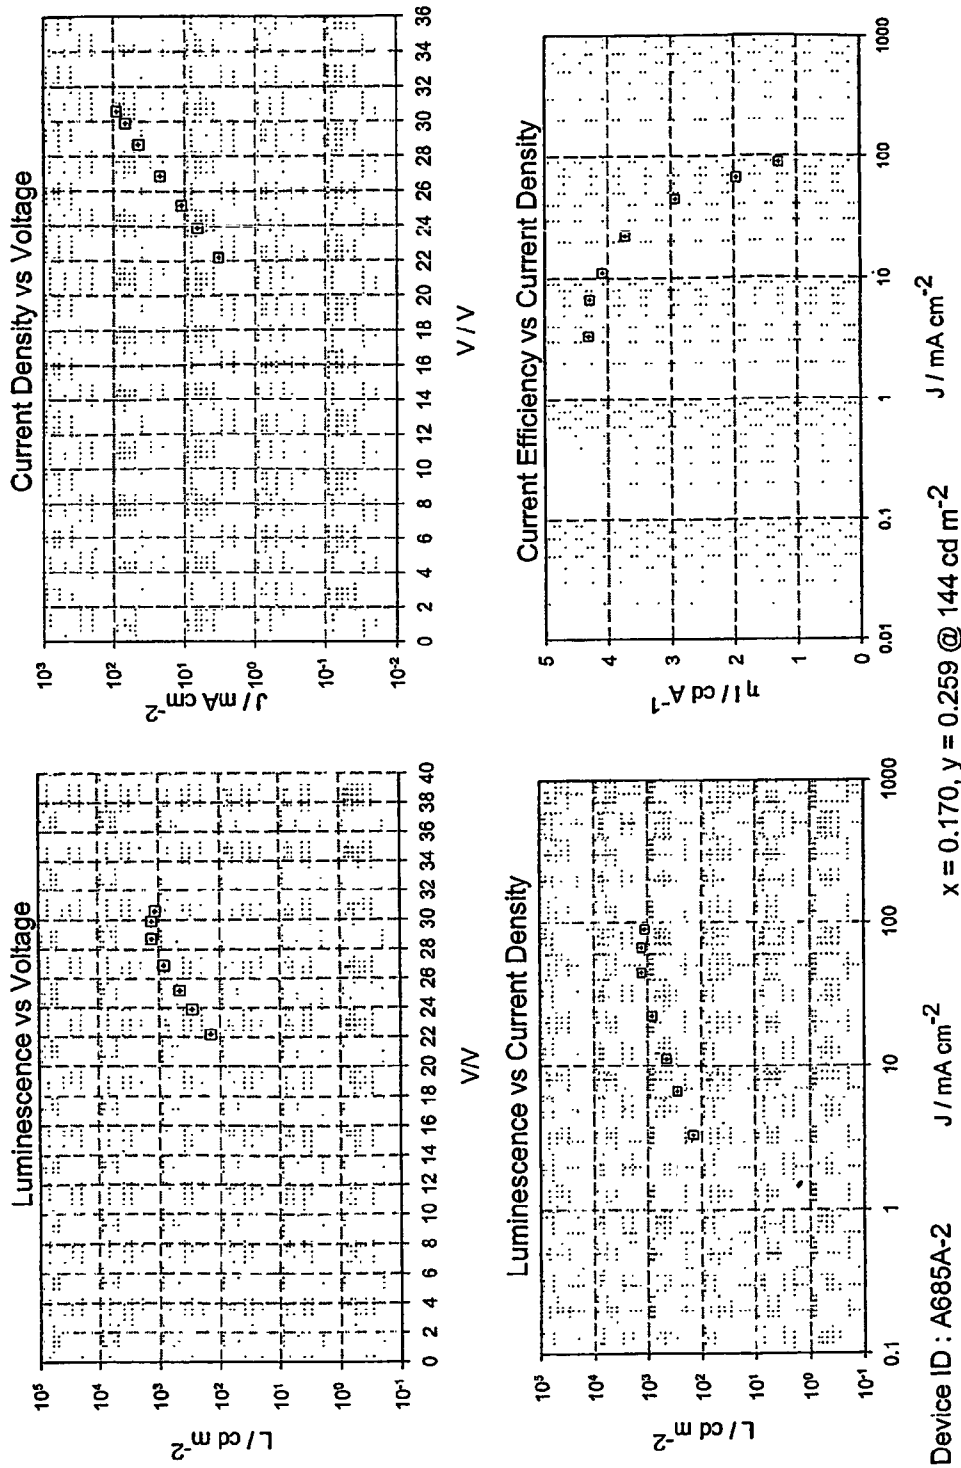 Luminescence vs Voltage
L / cd m-2
10⁵
10⁴
10³
10²
10¹
10⁰
10⁻¹
0 2 4 6 8 10 12 14 16 18 20 22 24 26 28 30 32 34 36 38 40
V/V
Current Density vs Voltage
J / mA cm-2
10³
10²
10¹
10⁰
10⁻¹
10⁻²
0 2 4 6 8 10 12 14 16 18 20 22 24 26 28 30 32 34 36
V / V
Luminescence vs Current Density
L / cd m-2
10⁵
10⁴
10³
10²
10¹
10⁰
10⁻¹
0.1 1 10 100 1000
J / mA cm-2
Current Efficiency vs Current Density
η I / cd A-1
5
4
3
2
1
0
0.01 0.1 1 10 100 1000
J / mA cm-2
Device ID : A685A-2
x = 0.170, y = 0.259 @ 144 cd m-2